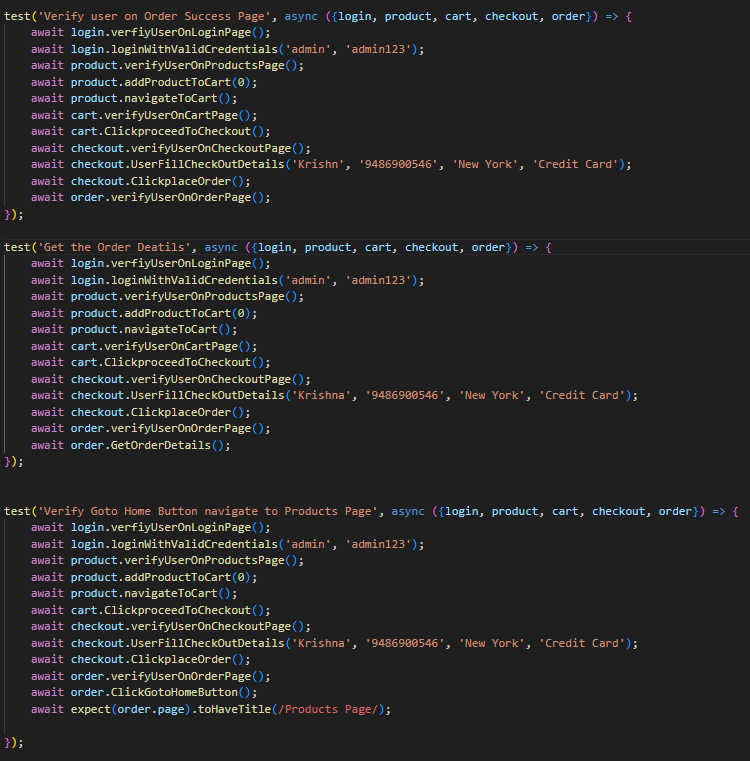 test('Verify user on Order Success Page', async ({login, product, cart, checkout, order}) => {
    await login.verfiyUserOnLoginPage();
    await login.loginWithValidCredentials('admin', 'admin123');
    await product.verifyUserOnProductsPage();
    await product.addProductToCart(0);
    await product.navigateToCart();
    await cart.verifyUserOnCartPage();
    await cart.ClickproceedToCheckout();
    await checkout.verifyUserOnCheckoutPage();
    await checkout.UserFillCheckOutDetails('Krishn', '9486900546', 'New York', 'Credit Card');
    await checkout.ClickplaceOrder();
    await order.verifyUserOnOrderPage();
});
test('Get the Order Deatils', async ({login, product, cart, checkout, order}) => {
    await login.verfiyUserOnLoginPage();
    await login.loginWithValidCredentials('admin', 'admin123');
    await product.verifyUserOnProductsPage();
    await product.addProductToCart(0);
    await product.navigateToCart();
    await cart.verifyUserOnCartPage();
    await cart.ClickproceedToCheckout();
    await checkout.verifyUserOnCheckoutPage();
    await checkout.UserFillCheckOutDetails('Krishna', '9486900546', 'New York', 'Credit Card');
    await checkout.ClickplaceOrder();
    await order.verifyUserOnOrderPage();
    await order.GetOrderDetails();
});
test('Verify Goto Home Button navigate to Products Page', async ({login, product, cart, checkout, order}) => {
    await login.verfiyUserOnLoginPage();
    await login.loginWithValidCredentials('admin', 'admin123');
    await product.verifyUserOnProductsPage();
    await product.addProductToCart(0);
    await product.navigateToCart();
    await cart.ClickproceedToCheckout();
    await checkout.verifyUserOnCheckoutPage();
    await checkout.UserFillCheckOutDetails('Krishna', '9486900546', 'New York', 'Credit Card');
    await checkout.ClickplaceOrder();
    await order.verifyUserOnOrderPage();
    await order.ClickGotoHomeButton();
    await expect(order.page).toHaveTitle(/Products Page/);
});